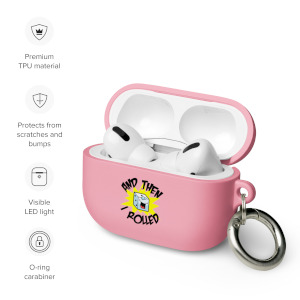 Premium
TPU material
Protects from
scratches and
bumps
Visible
LED light
O-ring
carabiner
AND THEN
I ROLLED